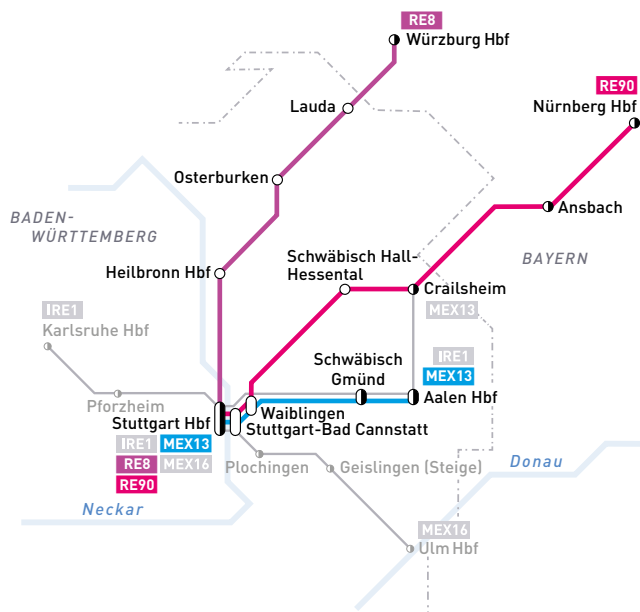 RE8
Würzburg Hbf
RE90
Lauda
Nürnberg Hbf
Osterburken
Ansbach
BADEN-
WÜRTTEMBERG
Schwäbisch Hall-
Hessental
BAYERN
Heilbronn Hbf
Crailsheim
MEX13
IRE1
Karlsruhe Hbf
Schwäbisch
Gmünd
IRE1
MEX13
Pforzheim
Aalen Hbf
Stuttgart Hbf
Waiblingen
Stuttgart-Bad Cannstatt
IRE1 MEX13
RE8 MEX16
RE90
Plochingen
Geislingen (Steige)
Donau
Neckar
MEX16
Ulm Hbf